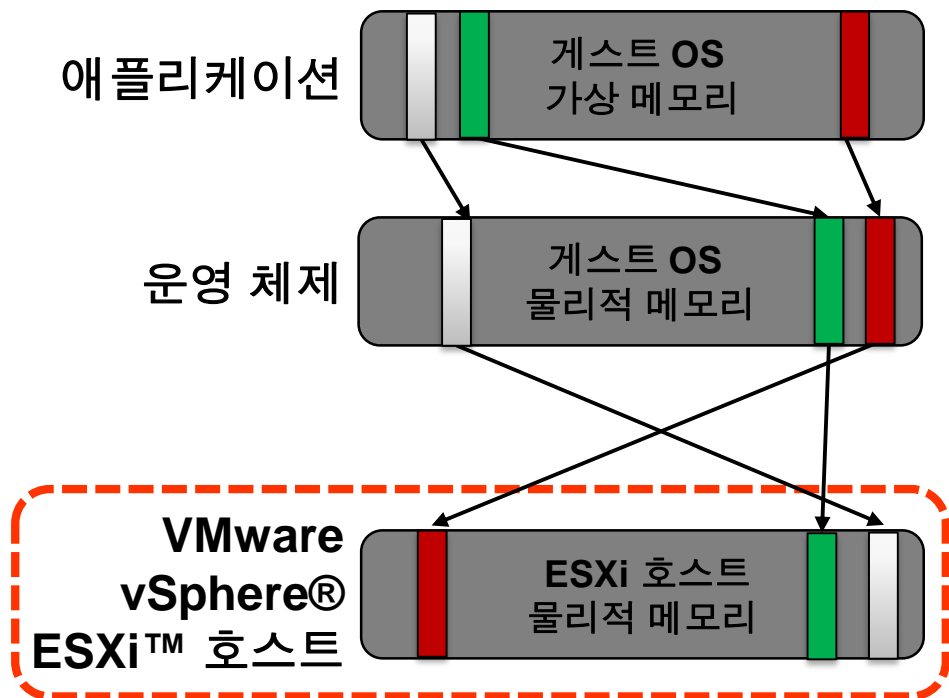 애플리케이션
게스트 OS
가상 메모리
운영 체제
게스트 OS
물리적 메모리
VMware
vSphere®
ESXi™ 호스트
ESXi 호스트
물리적 메모리